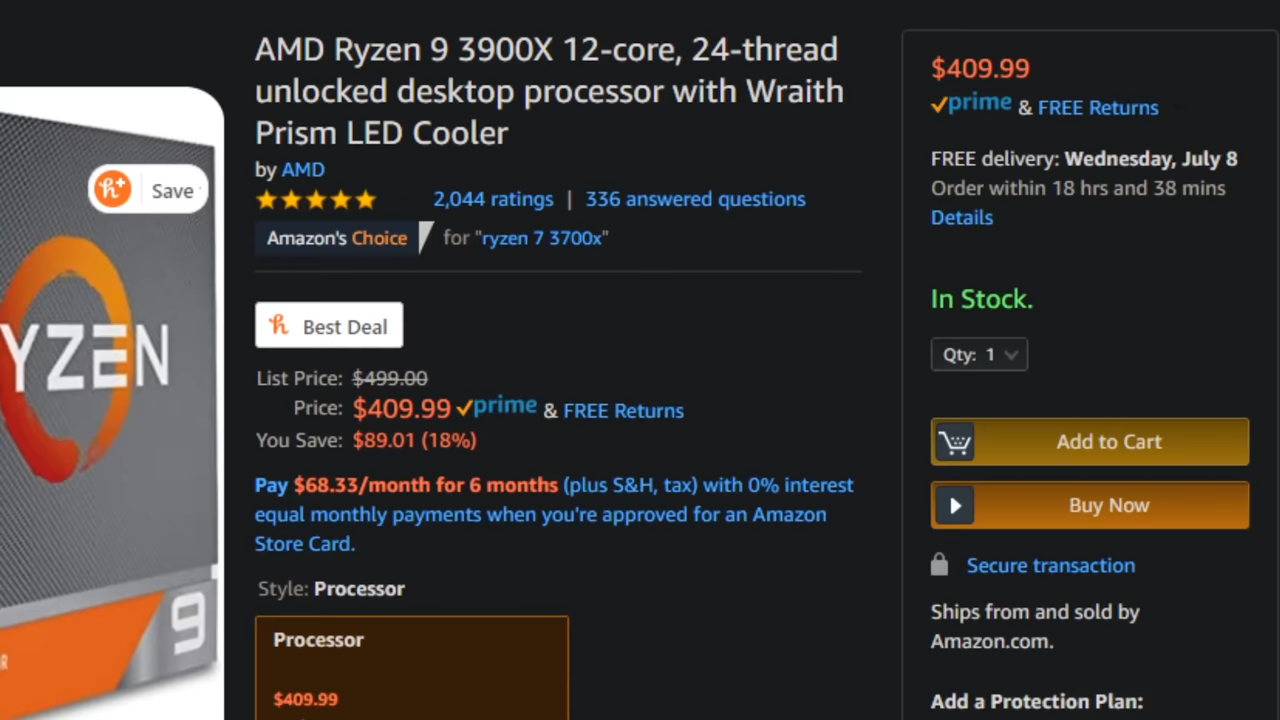 AMD Ryzen 9 3900X 12-core, 24-thread
unlocked desktop processor with Wraith
Prism LED Cooler
by AMD
2,044 ratings | 336 answered questions
Amazon's Choice for "ryzen 7 3700x"
h+ Save
YZEN
9
R
h Best Deal
List Price: $499.00
Price: $409.99 prime & FREE Returns
You Save: $89.01 (18%)
Pay $68.33/month for 6 months (plus S&H, tax) with 0% interest
equal monthly payments when you're approved for an Amazon
Store Card.
Style: Processor
Processor
$409.99
$409.99
prime & FREE Returns
FREE delivery: Wednesday, July 8
Order within 18 hrs and 38 mins
Details
In Stock.
Qty: 1
Add to Cart
Buy Now
Secure transaction
Ships from and sold by
Amazon.com.
Add a Protection Plan: